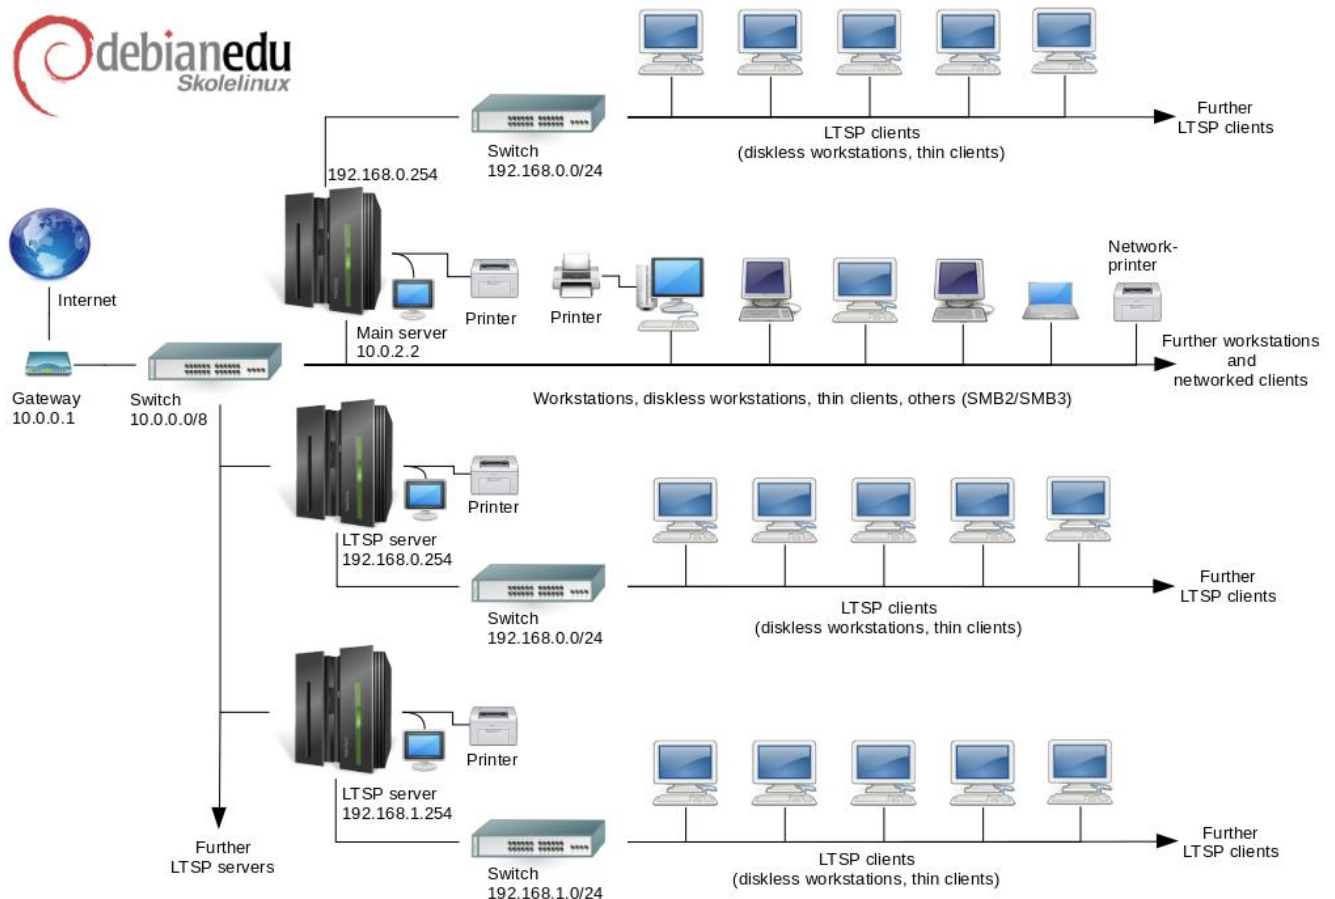 debianedu
Skolelinux
Further
LTSP clients
LTSP clients
(diskless workstations, thin clients)
Switch
192.168.0.0/24
192.168.0.254
Network-
printer
Internet
Printer
Printer
Main server
10.0.2.2
Further workstations
and
networked clients
Gateway
10.0.0.1
Switch
10.0.0.0/8
Workstations, diskless workstations, thin clients, others (SMB2/SMB3)
Printer
LTSP server
192.168.0.254
Further
LTSP clients
LTSP clients
(diskless workstations, thin clients)
Switch
192.168.0.0/24
Printer
LTSP server
192.168.1.254
Further
LTSP servers
Further
LTSP clients
LTSP clients
(diskless workstations, thin clients)
Switch
192.168.1.0/24